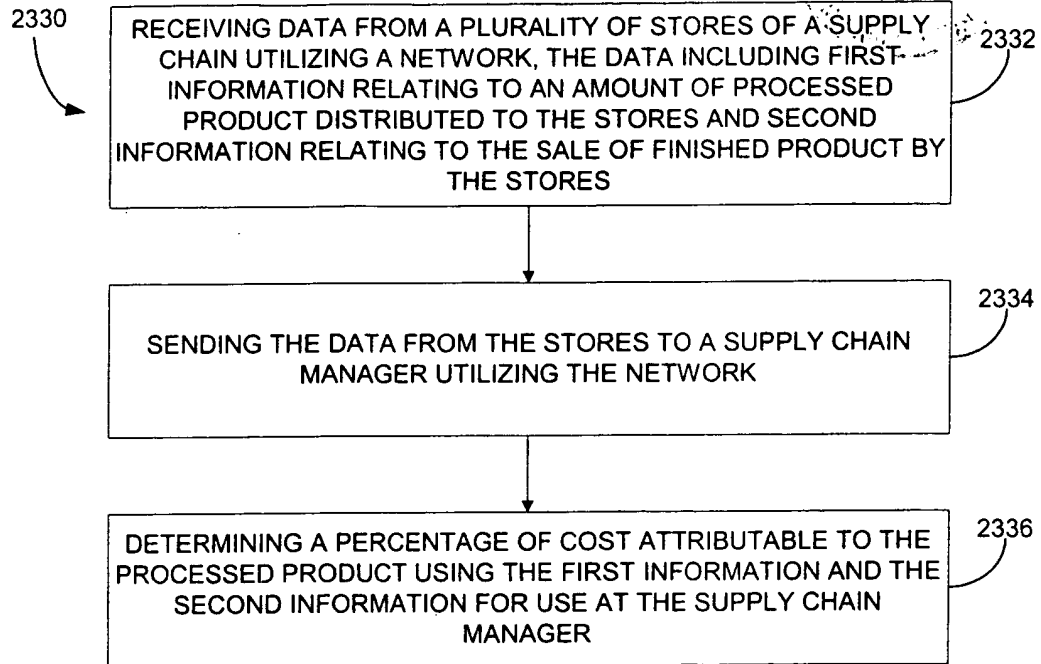 2330
RECEIVING DATA FROM A PLURALITY OF STORES OF A SUPPLY
CHAIN UTILIZING A NETWORK, THE DATA INCLUDING FIRST
INFORMATION RELATING TO AN AMOUNT OF PROCESSED
PRODUCT DISTRIBUTED TO THE STORES AND SECOND
INFORMATION RELATING TO THE SALE OF FINISHED PRODUCT BY
THE STORES
2332
SENDING THE DATA FROM THE STORES TO A SUPPLY CHAIN
MANAGER UTILIZING THE NETWORK
2334
DETERMINING A PERCENTAGE OF COST ATTRIBUTABLE TO THE
PROCESSED PRODUCT USING THE FIRST INFORMATION AND THE
SECOND INFORMATION FOR USE AT THE SUPPLY CHAIN
MANAGER
2336